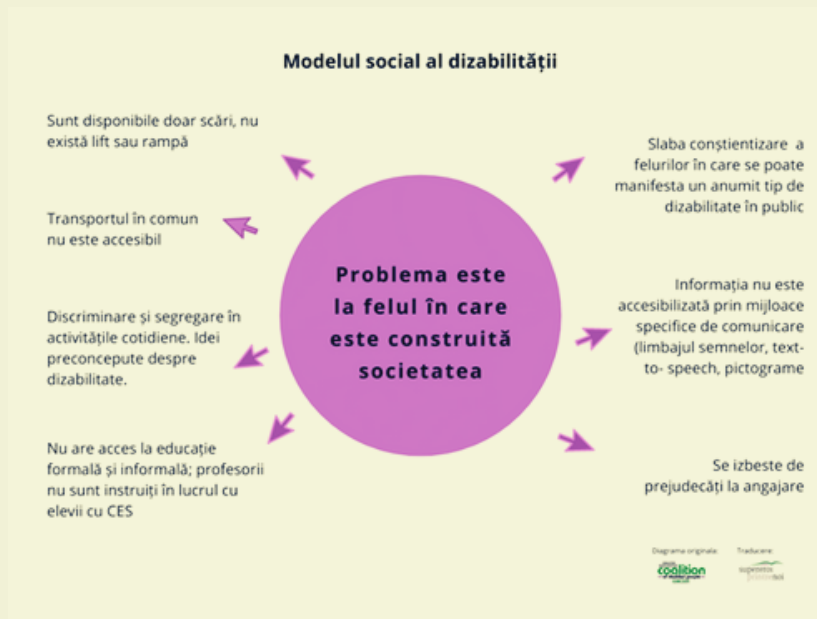 Modelul social al dizabilității
Sunt disponibile doar scări, nu
există lift sau rampă
Transportul în comun
nu este accesibil
Discriminare și segregare în
activitățile cotidiene. Idei
preconcepute despre
dizabilitate.
Nu are acces la educație
formală și informală; profesorii
nu sunt instruiți în lucrul cu
elevii cu CES
Problema este
la felul în care
este construită
societatea
Slaba conștientizare a
felurilor în care se poate
manifesta un anumit tip de
dizabilitate în public
Informația nu este
accesibilizată prin mijloace
specifice de comunicare
(limbajul semnelor, text-
to- speech, pictograme
Se izbeste de
prejudecăți la angajare
Diagrama originala:
coalition
Traducere: